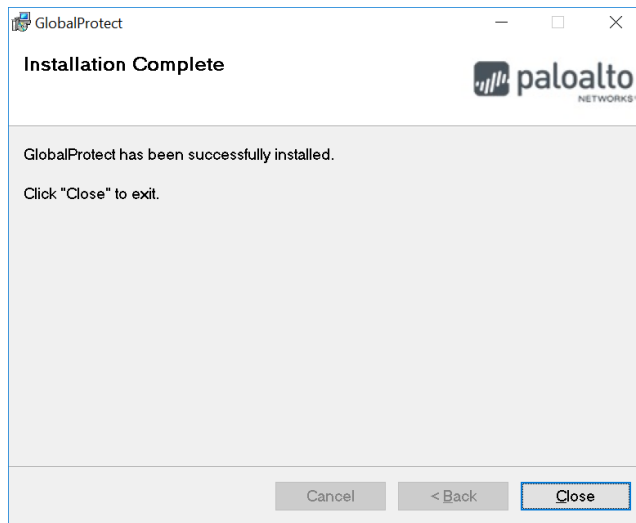 GlobalProtect
Installation Complete
paloalto
NETWORKS
GlobalProtect has been successfully installed.
Click "Close" to exit.
Cancel
< Back
Close